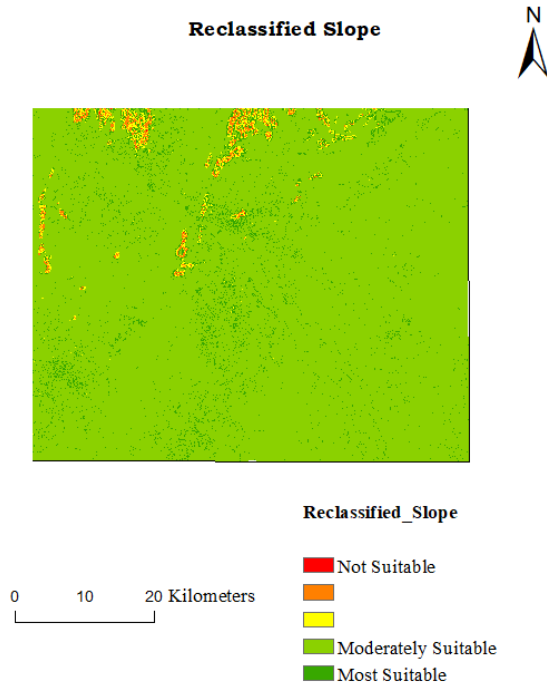 N
Reclassified Slope
Reclassified_Slope
Not Suitable
0 10 20 Kilometers
Moderately Suitable
Most Suitable